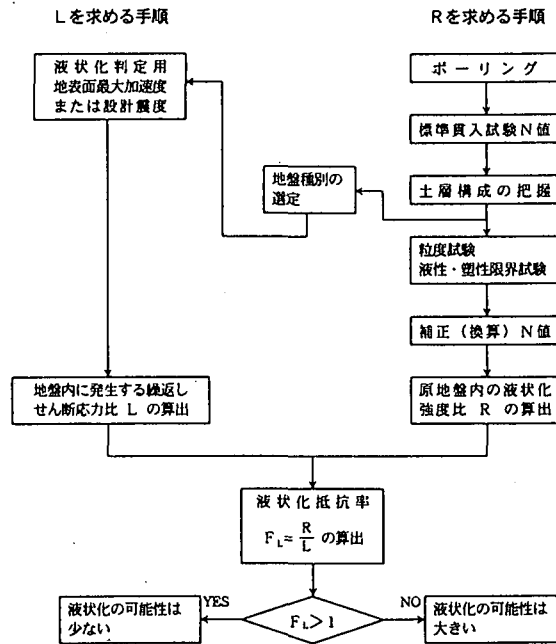 Lを求める手順
Rを求める手順
液状化判定用
地表面最大加速度
または設計震度
ボーリング
標準貫入試験N値
地盤種別の
選定
土層構成の把握
粒度試験
液性・塑性限界試験
補正（換算）N値
地盤内に発生する繰返し
せん断応力比 L の算出
原地盤内の液状化
強度比 R の算出
液状化抵抗率
FL= R/L の算出
液状化の可能性は
少ない
YES
FL＞1
NO
液状化の可能性は
大きい